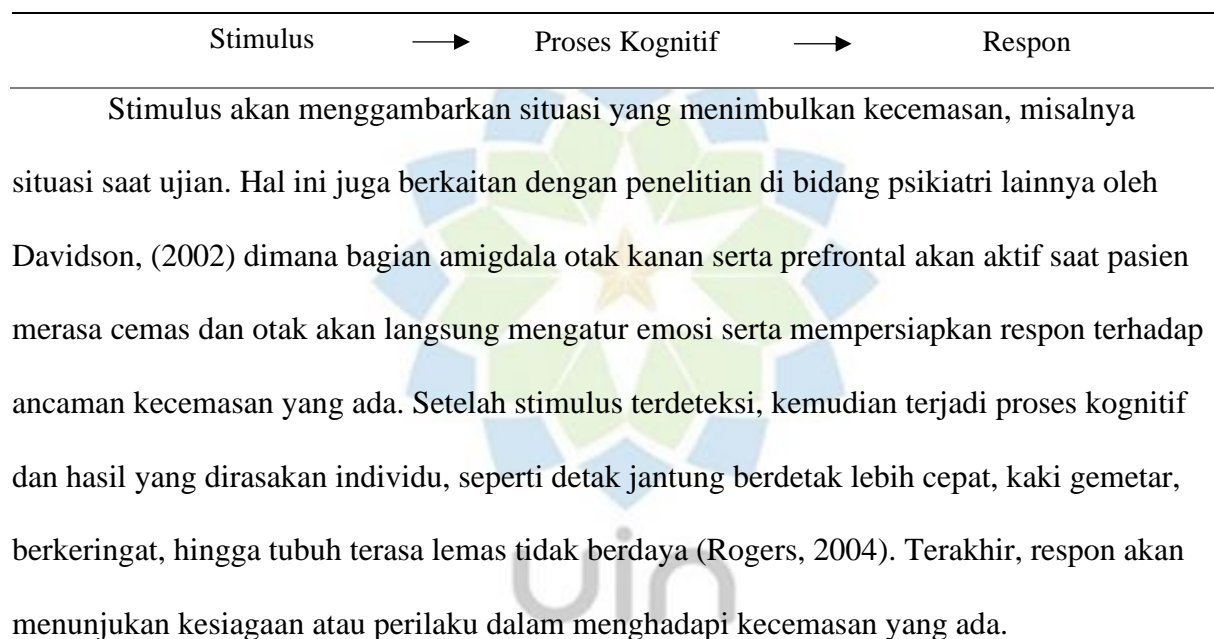 Stimulus → Proses Kognitif → Respon
Stimulus akan menggambarkan situasi yang menimbulkan kecemasan, misalnya
situasi saat ujian. Hal ini juga berkaitan dengan penelitian di bidang psikiatri lainnya oleh
Davidson, (2002) dimana bagian amigdala otak kanan serta prefrontal akan aktif saat pasien
merasa cemas dan otak akan langsung mengatur emosi serta mempersiapkan respon terhadap
ancaman kecemasan yang ada. Setelah stimulus terdeteksi, kemudian terjadi proses kognitif
dan hasil yang dirasakan individu, seperti detak jantung berdetak lebih cepat, kaki gemetar,
berkeringat, hingga tubuh terasa lemas tidak berdaya (Rogers, 2004). Terakhir, respon akan
uin
menunjukan kesiagaan atau perilaku dalam menghadapi kecemasan yang ada.